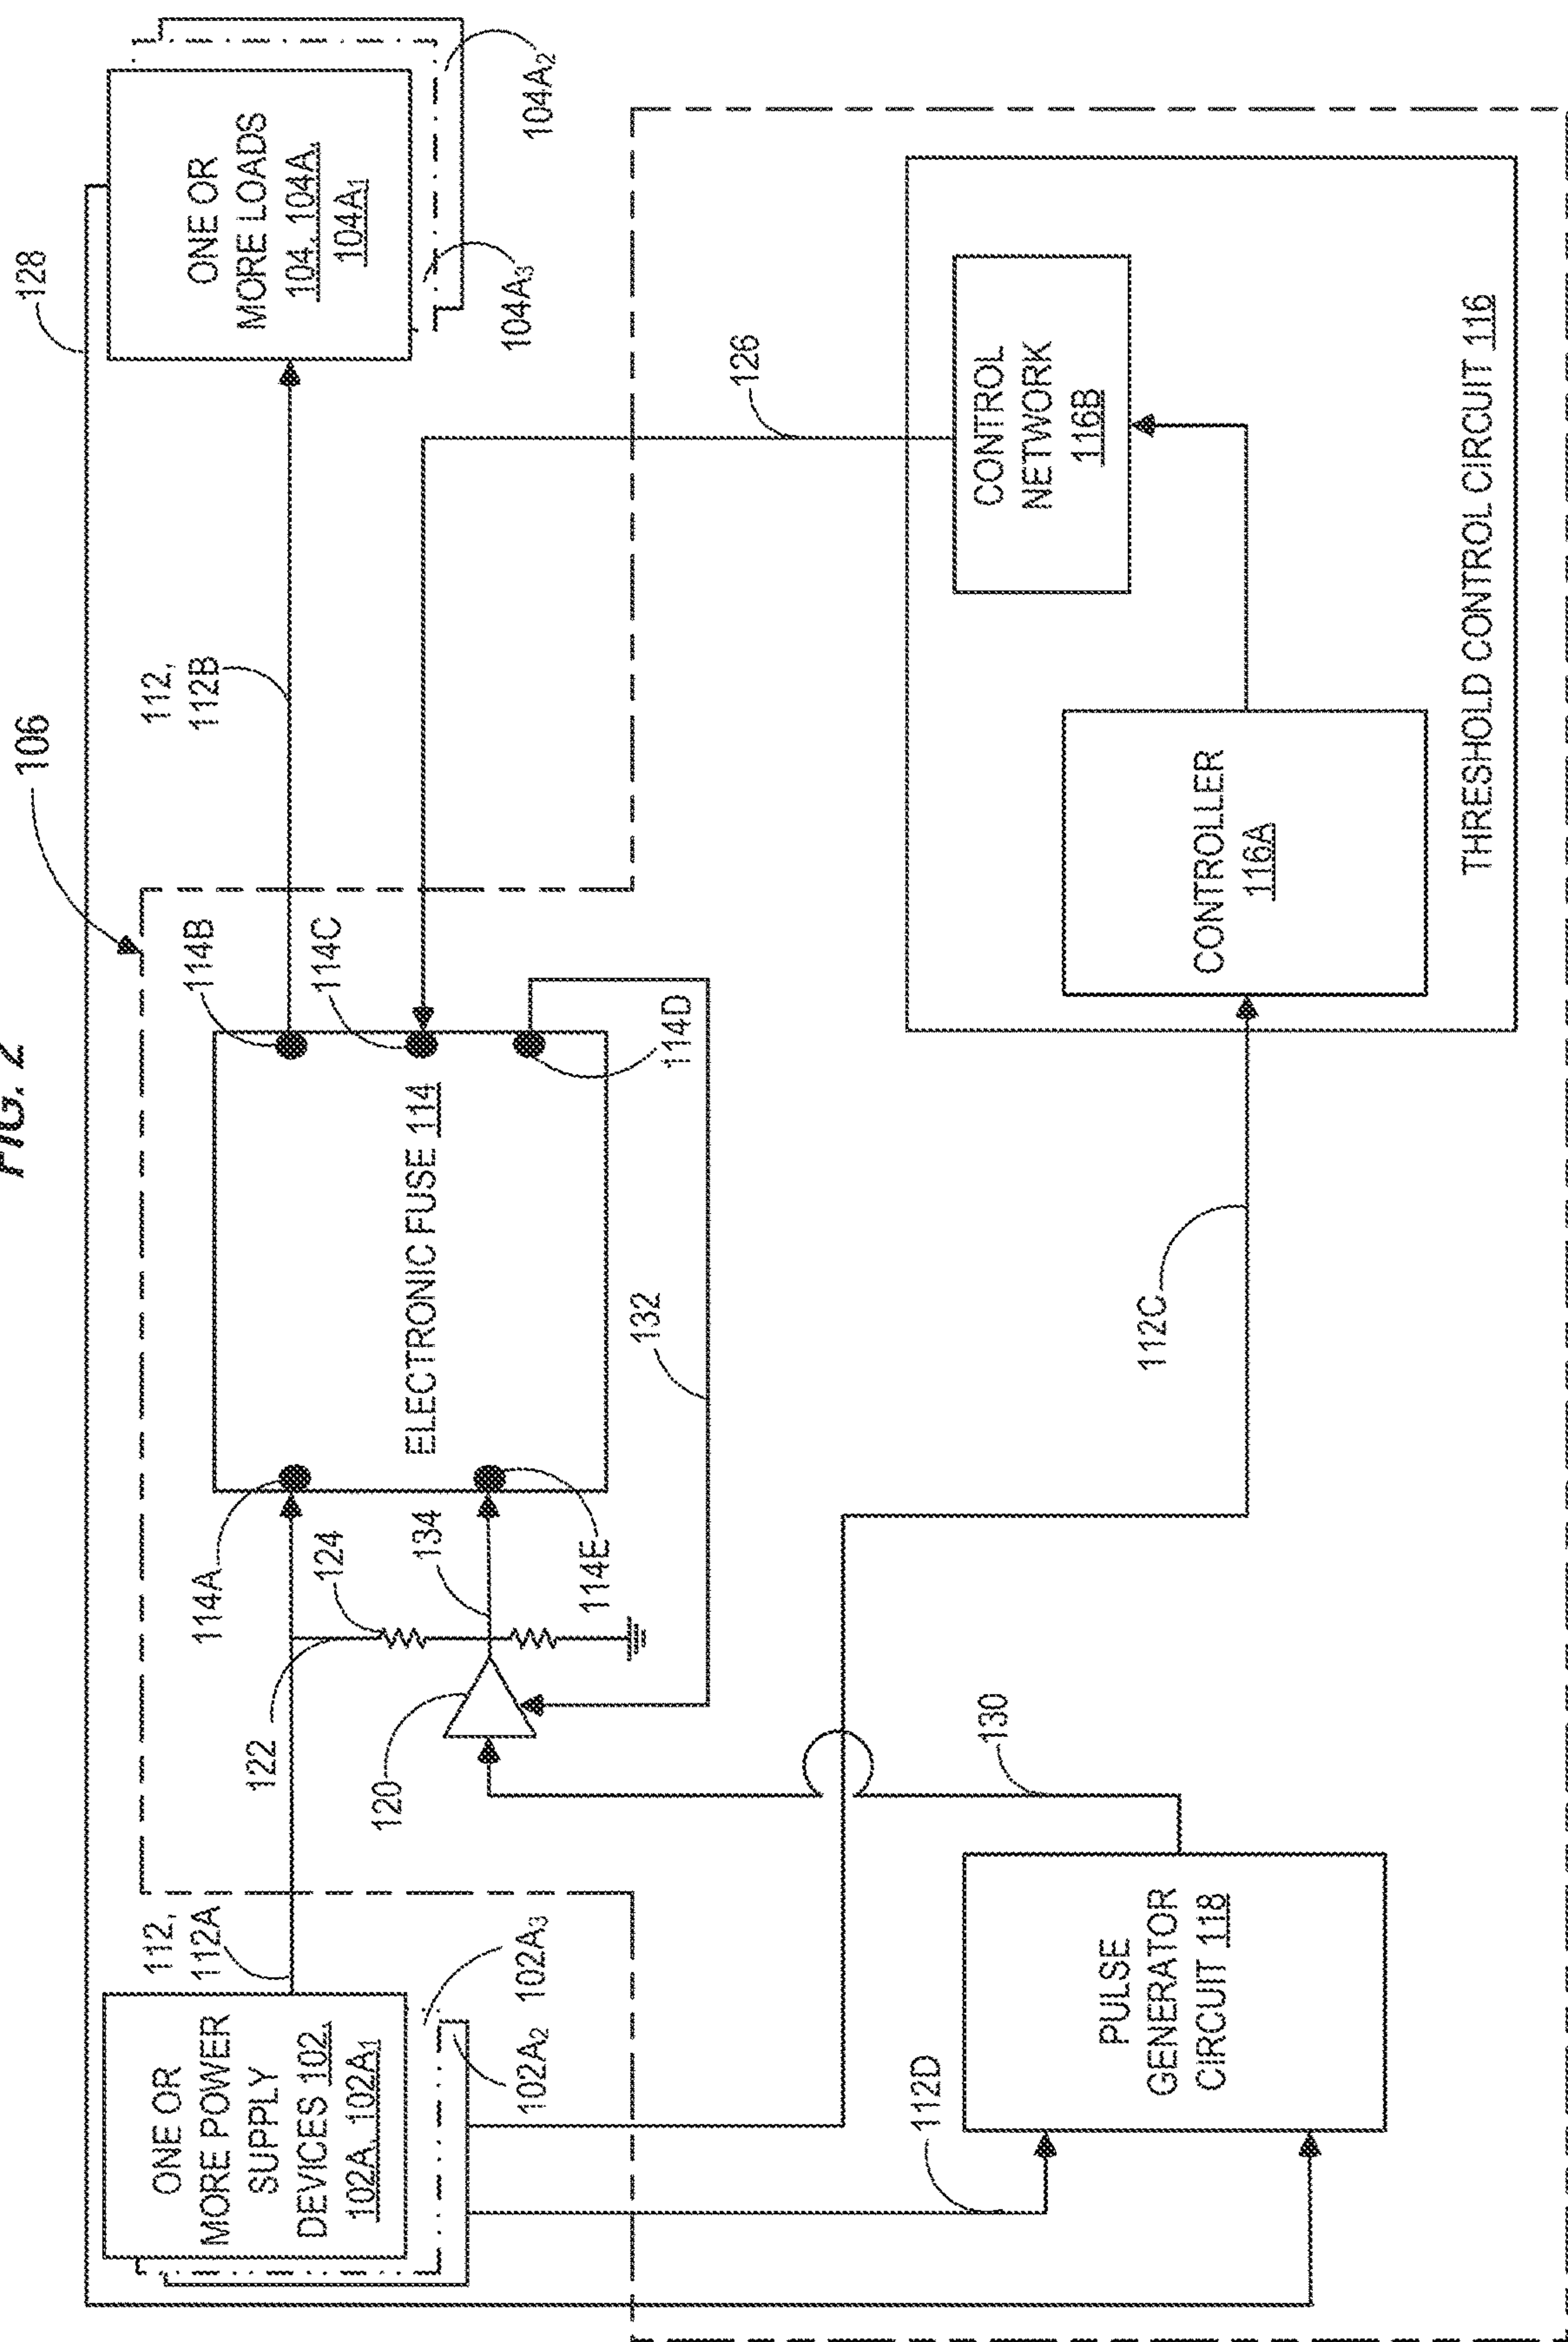 FIG. 2
106
128
ONE OR
MORE POWER
SUPPLY
DEVICES 102,
102A, 102A₁
102A₂
102A₃
112,
112A
122
124
114A
120
134
114E
ELECTRONIC FUSE 114
114B
114C
114D
132
112,
112B
ONE OR
MORE LOADS
104, 104A,
104A₁
104A₂
104A₃
126
112D
130
PULSE
GENERATOR
CIRCUIT 118
112C
CONTROLLER
116A
CONTROL
NETWORK
116B
THRESHOLD CONTROL CIRCUIT 116